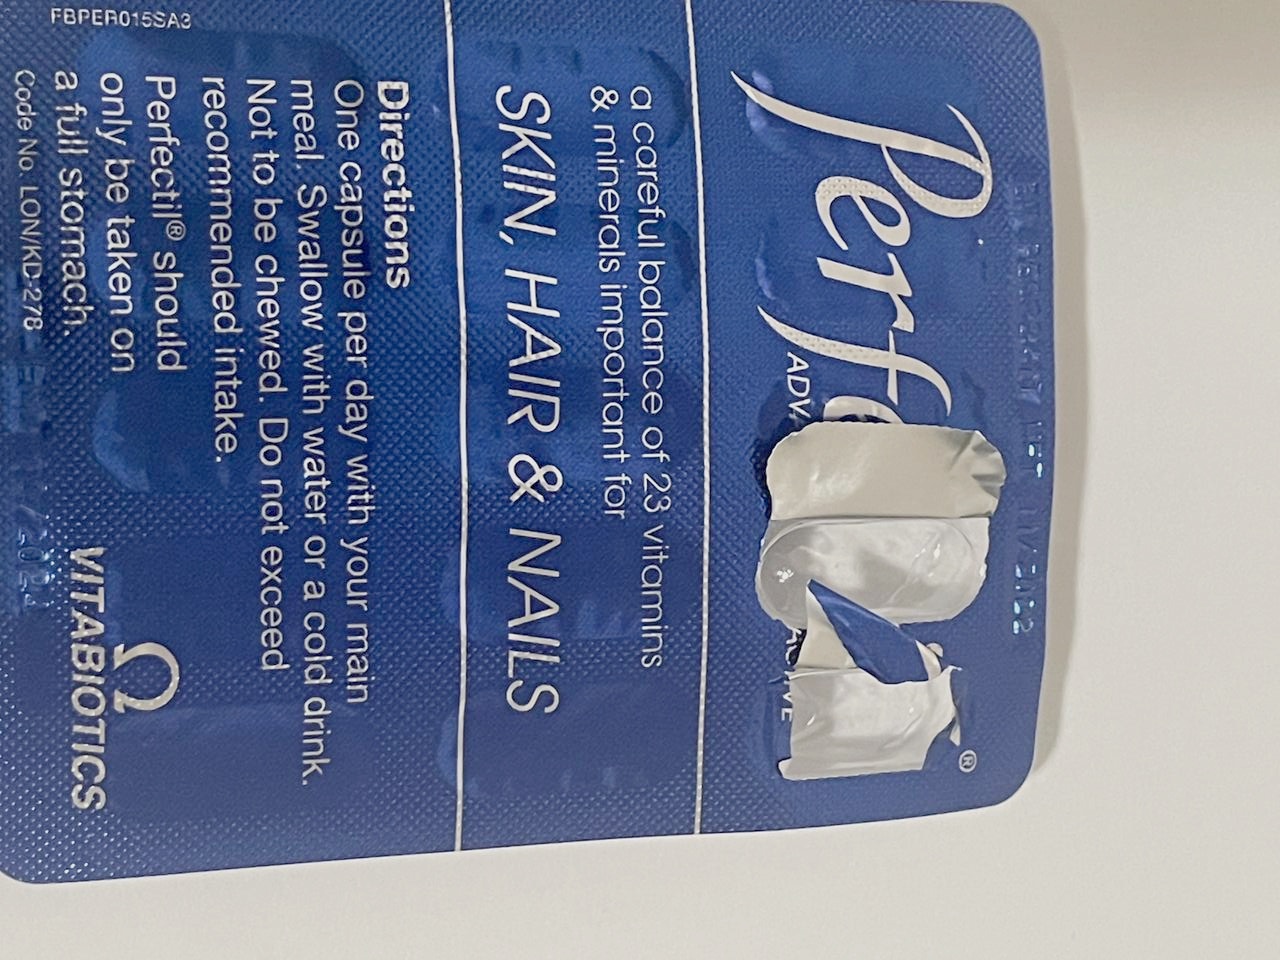 Perf
®
ADV
a careful balance of 23 vitamins
& minerals important for
SKIN, HAIR & NAILS
Directions
One capsule per day with your main
meal. Swallow with water or a cold drink.
Not to be chewed. Do not exceed
recommended intake.
Perfectil® should
only be taken on
a full stomach.
Code No. LON/KD-278
VITABIOTICS
FBPER015SA3